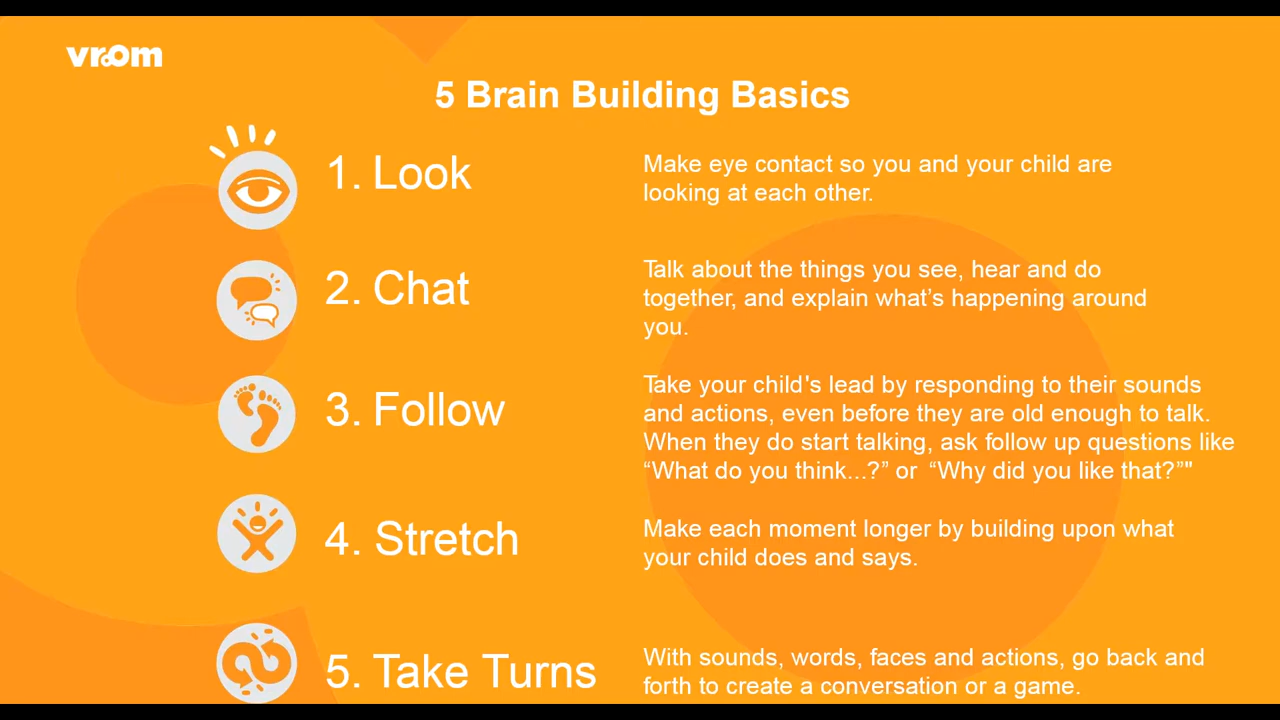 vroom
5 Brain Building Basics
1. Look
Make eye contact so you and your child are
looking at each other.
2. Chat
Talk about the things you see, hear and do
together, and explain what’s happening around
you.
3. Follow
Take your child's lead by responding to their sounds
and actions, even before they are old enough to talk.
When they do start talking, ask follow up questions like
“What do you think...?” or  “Why did you like that?”"
4. Stretch
Make each moment longer by building upon what
your child does and says.
5. Take Turns
With sounds, words, faces and actions, go back and
forth to create a conversation or a game.